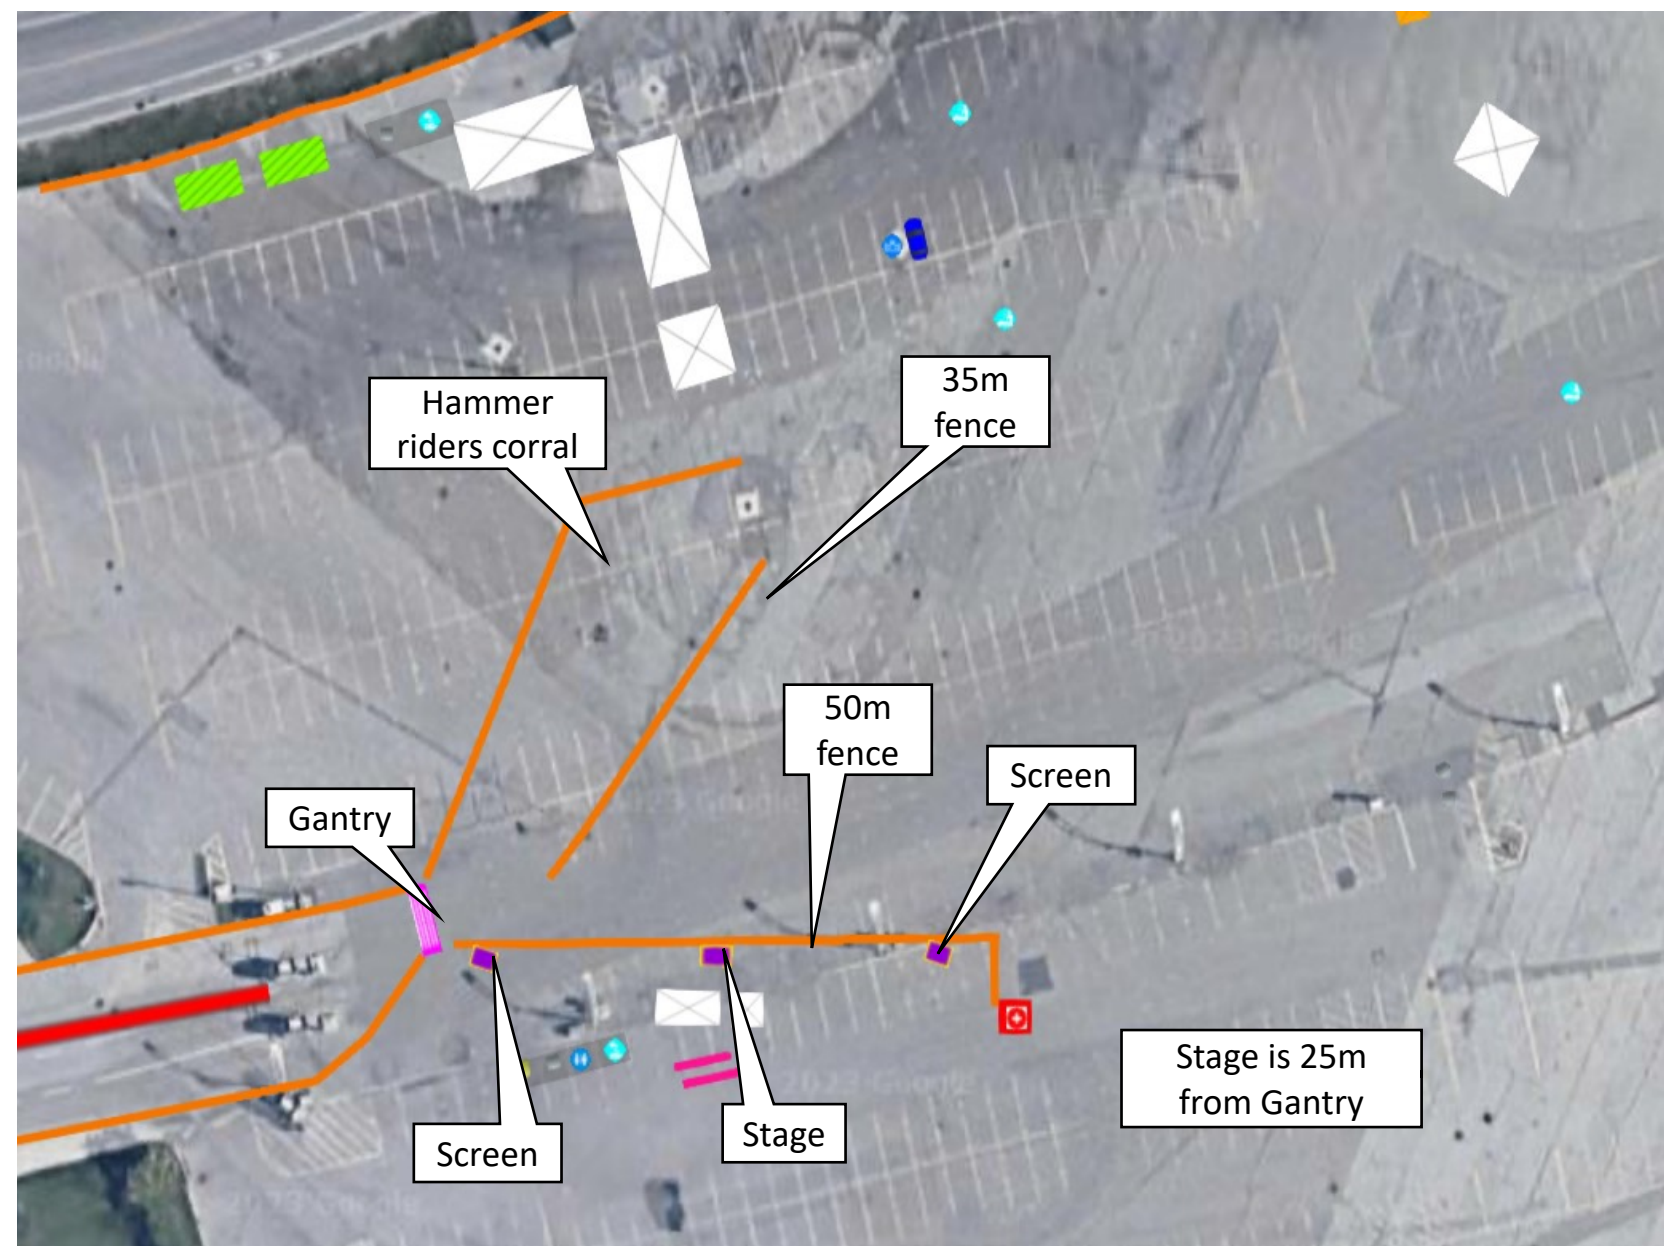 Hammer
riders corral
35m
fence
50m
fence
Screen
Gantry
Stage is 25m
from Gantry
Stage
Screen